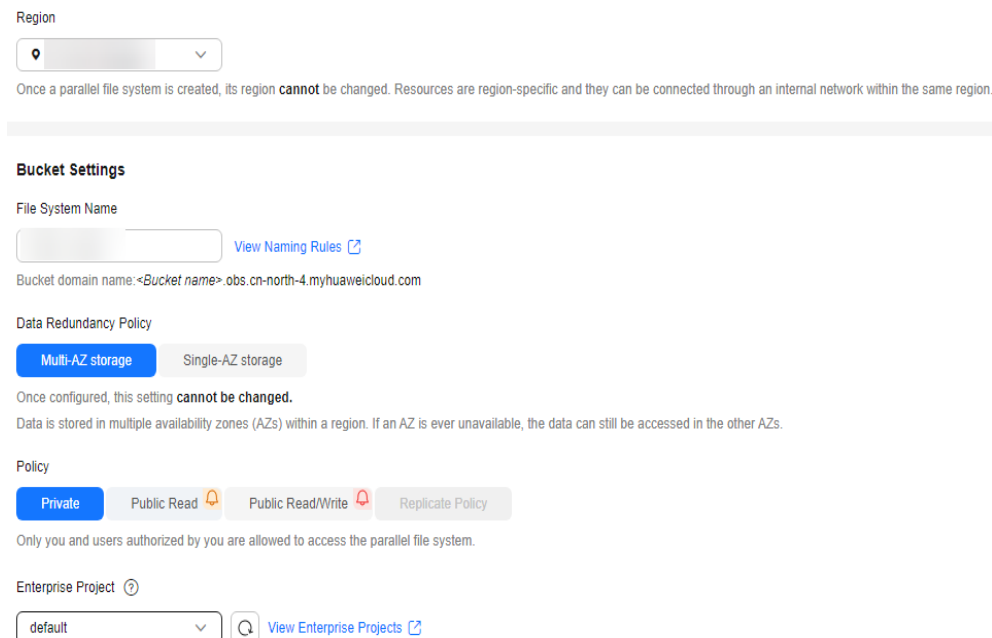 Region
Once a parallel file system is created, its region cannot be changed. Resources are region-specific and they can be connected through an internal network within the same region.
Bucket Settings
File System Name
View Naming Rules
Bucket domain name:<Bucket name>.obs.cn-north-4.myhuaweicloud.com
Data Redundancy Policy
Multi-AZ storage Single-AZ storage
Once configured, this setting cannot be changed.
Data is stored in multiple availability zones (AZs) within a region. If an AZ is ever unavailable, the data can still be accessed in the other AZs.
Policy
Private Public Read Public Read/Write Replicate Policy
Only you and users authorized by you are allowed to access the parallel file system.
Enterprise Project ?
default View Enterprise Projects